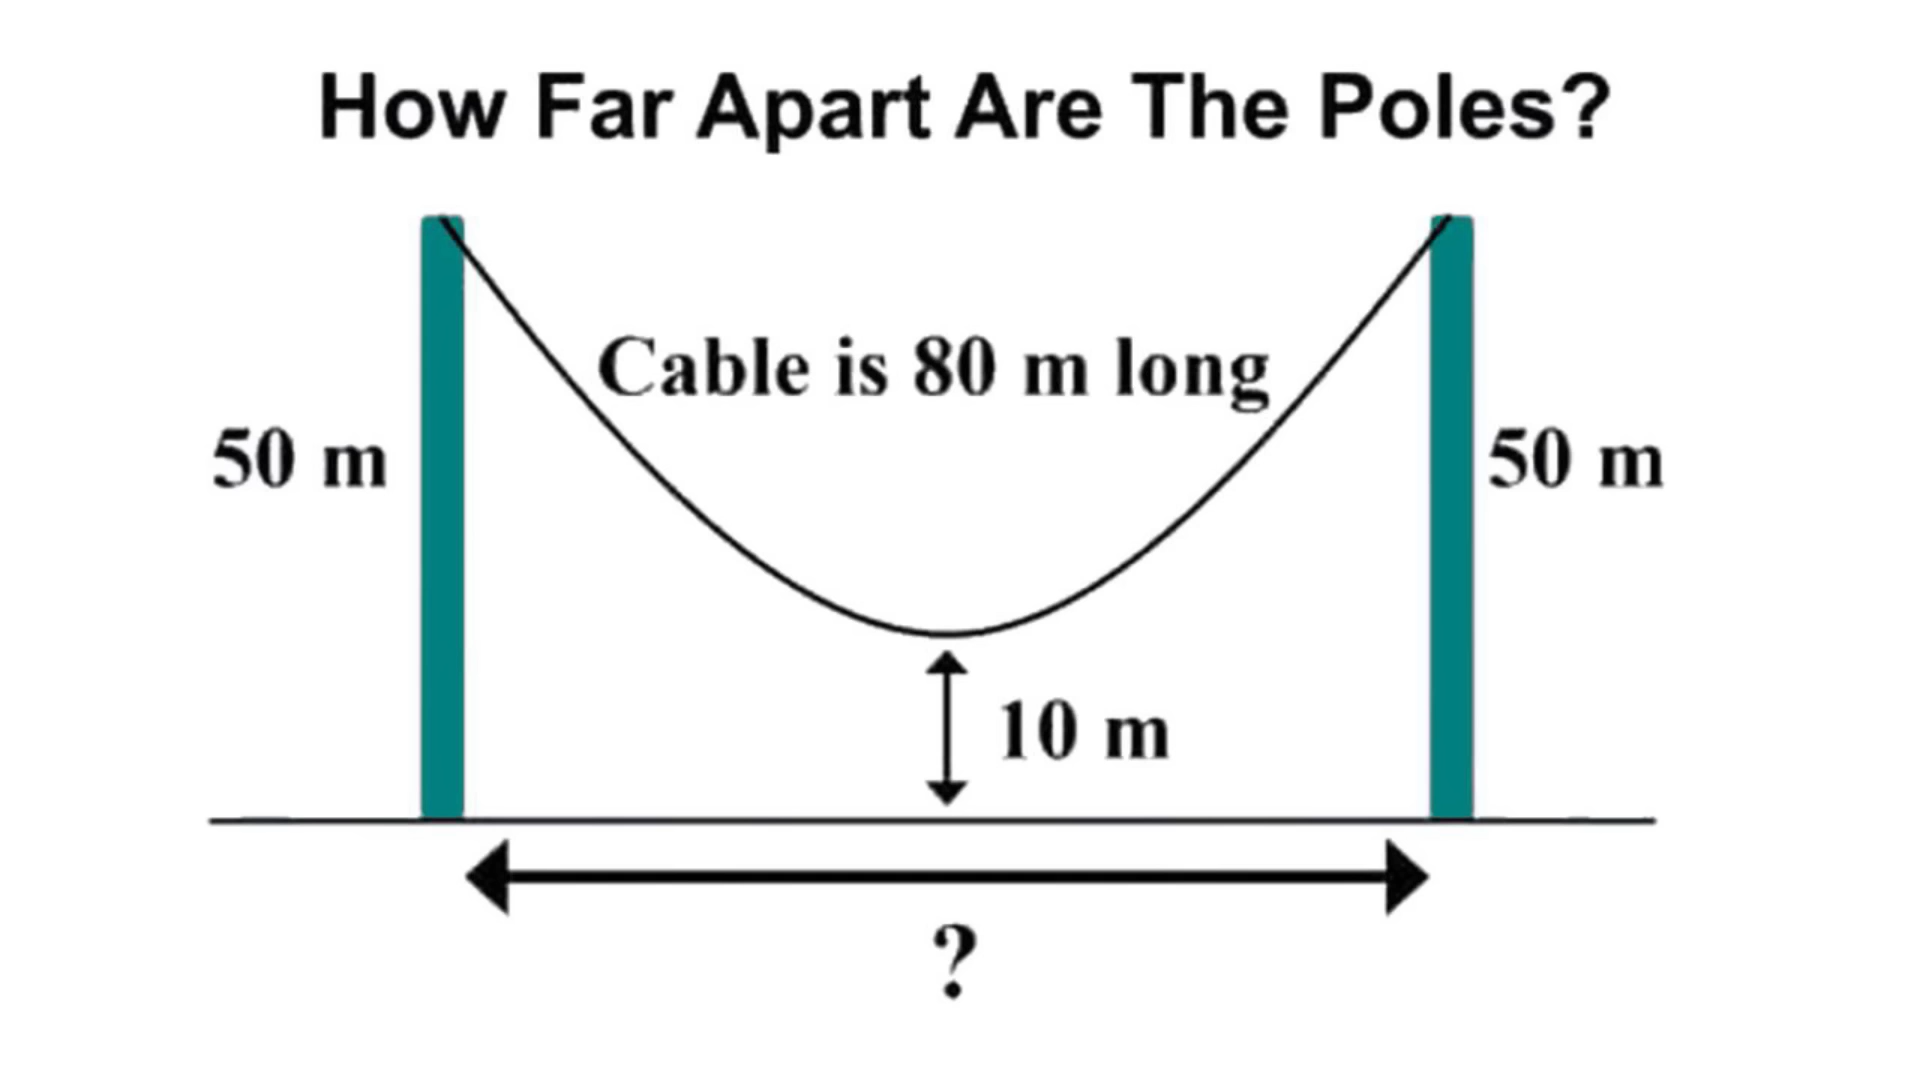 How Far Apart Are The Poles?
Cable is 80 m long
50 m
50 m
10 m
?